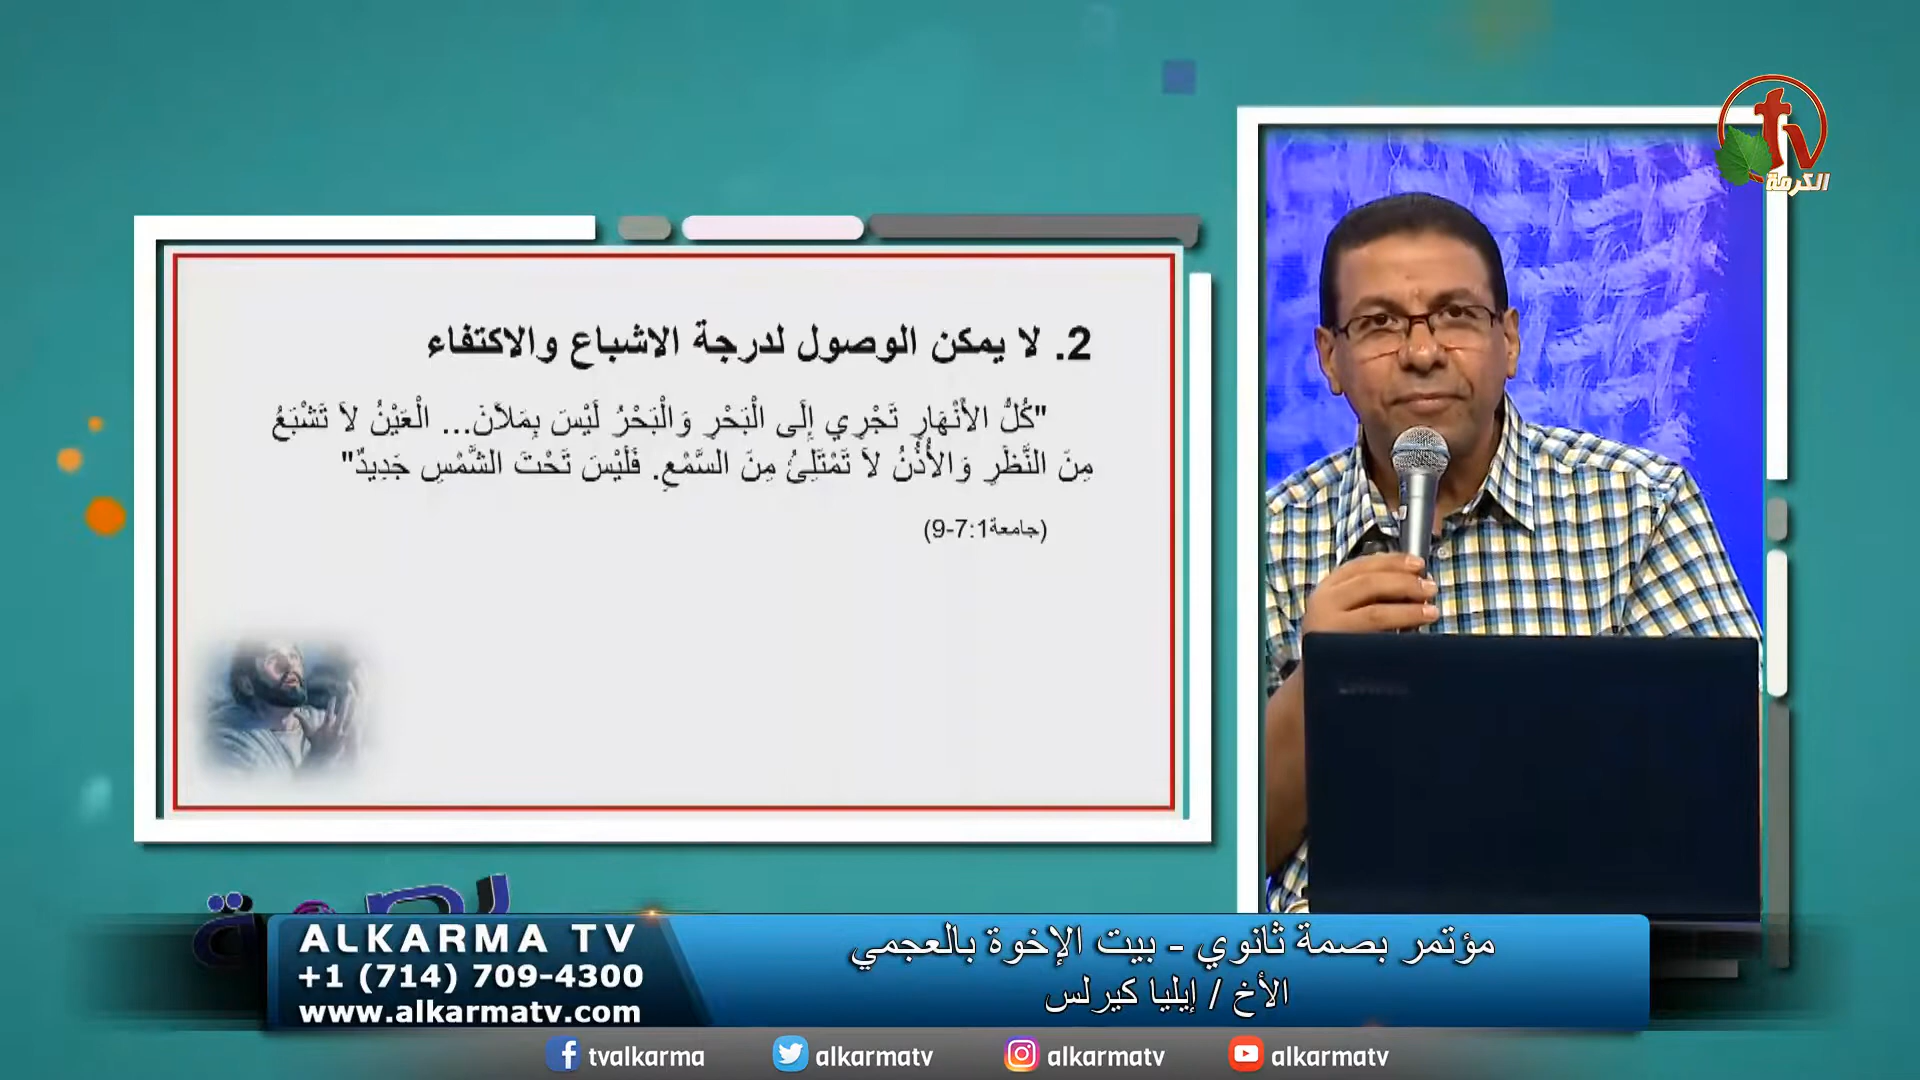 tv
الكرمة
2. لا يمكن الوصول لدرجة الاشباع والاكتفاء
"كُلُّ الأَنْهَارِ تَجْرِي إِلَى الْبَحْرِ وَالْبَحْرُ لَيْسَ بِمَلآنَ... الْعَيْنُ لاَ تَشْبَعُ
مِنَ النَّظَرِ وَالأُذُنُ لاَ تَمْتَلِئُ مِنَ السَّمْعِ. فَلَيْسَ تَحْتَ الشَّمْسِ جَدِيدٌ"
(جامعة7:1-9)
ALKARMA TV
+1 (714) 709-4300
www.alkarmatv.com
مؤتمر بصمة ثانوي - بيت الإخوة بالعجمي
الأخ / إيليا كيرلس
tvalkarma alkarmatv alkarmatv alkarmatv